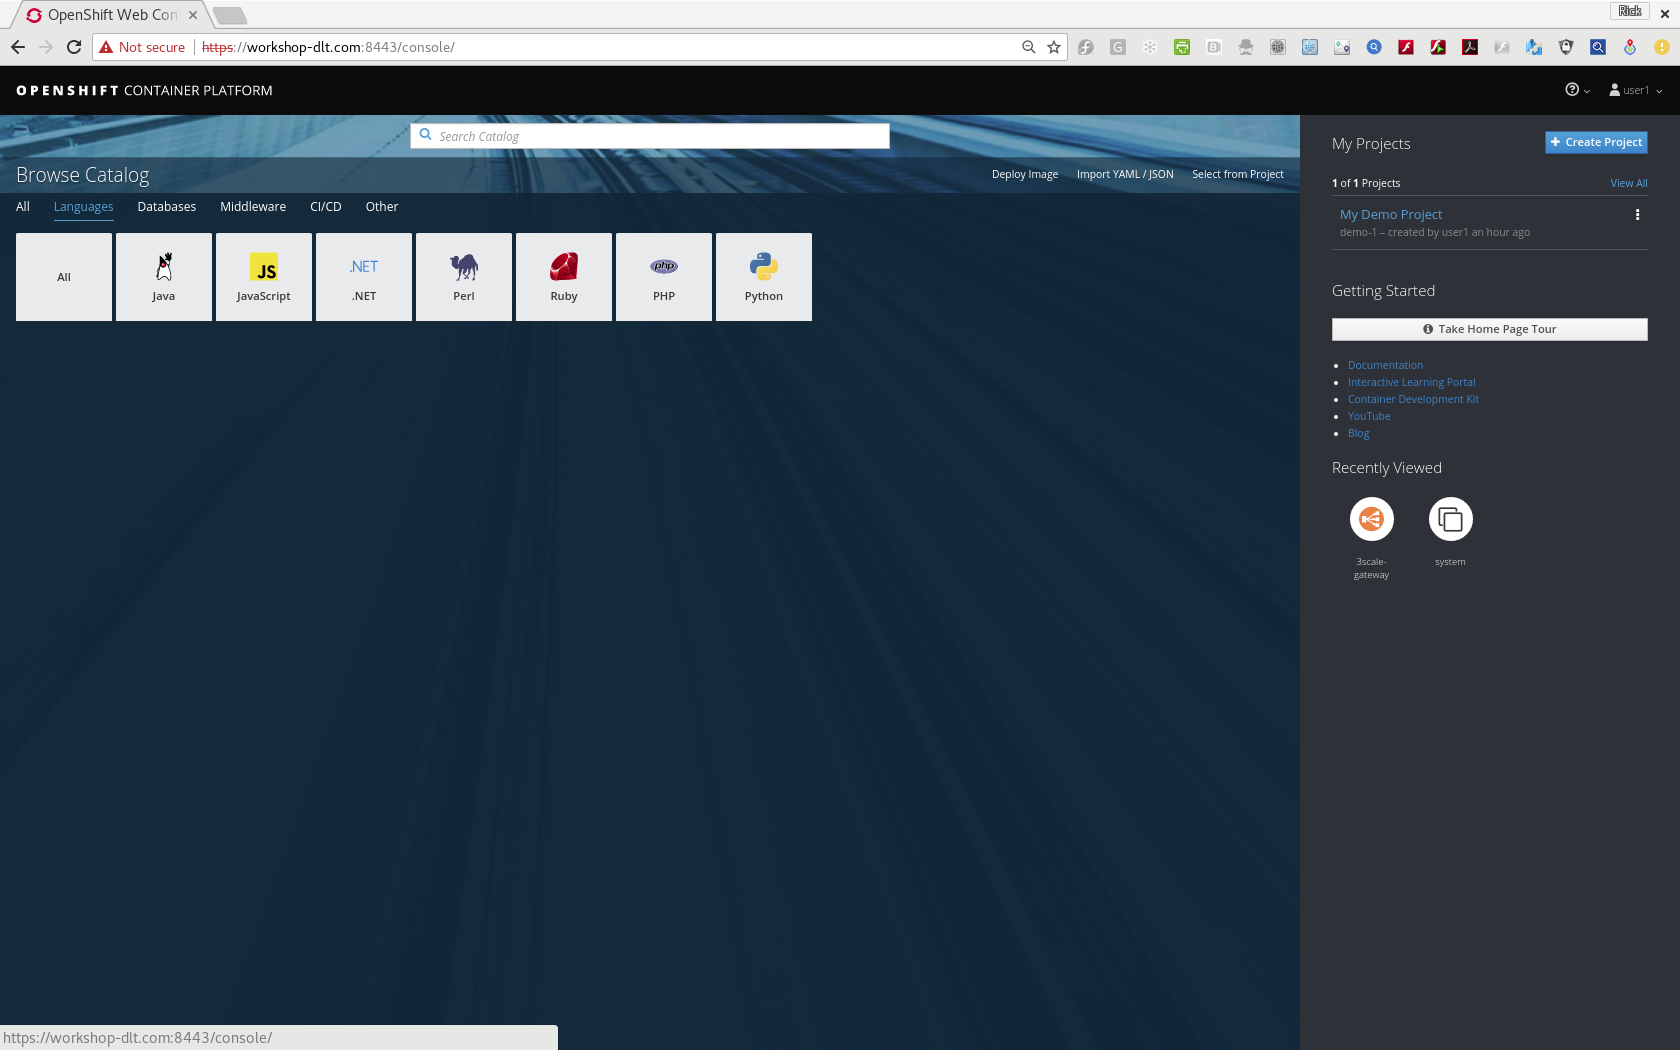 OpenShift Web Con
Rick
Not secure https://workshop-dlt.com:8443/console/
OPENSHIFT CONTAINER PLATFORM
user1
Search Catalog
Browse Catalog
Deploy Image Import YAML / JSON Select from Project
All Languages Databases Middleware CI/CD Other
All
Java
JS
JavaScript
.NET
.NET
Perl
Ruby
php
PHP
Python
My Projects
Create Project
1 of 1 Projects View All
My Demo Project
demo-1 – created by user1 an hour ago
Getting Started
Take Home Page Tour
Documentation
Interactive Learning Portal
Container Development Kit
YouTube
Blog
Recently Viewed
3scale-
gateway
system
https://workshop-dlt.com:8443/console/